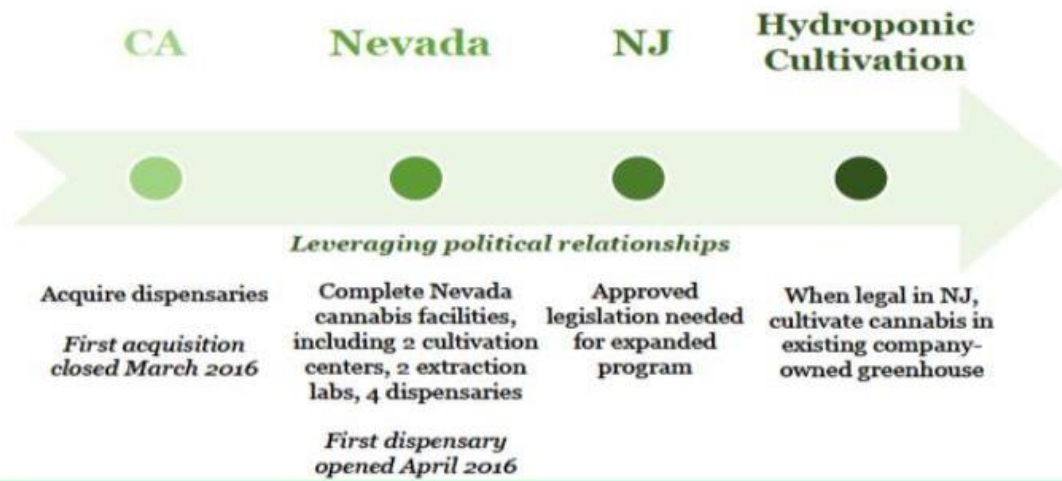 CA
Nevada
NJ
Hydroponic
Cultivation
Leveraging political relationships
Acquire dispensaries
First acquisition
closed March 2016
Complete Nevada
cannabis facilities,
including 2 cultivation
centers, 2 extraction
labs, 4 dispensaries
First dispensary
opened April 2016
Approved
legislation needed
for expanded
program
When legal in NJ,
cultivate cannabis in
existing company-
owned greenhouse